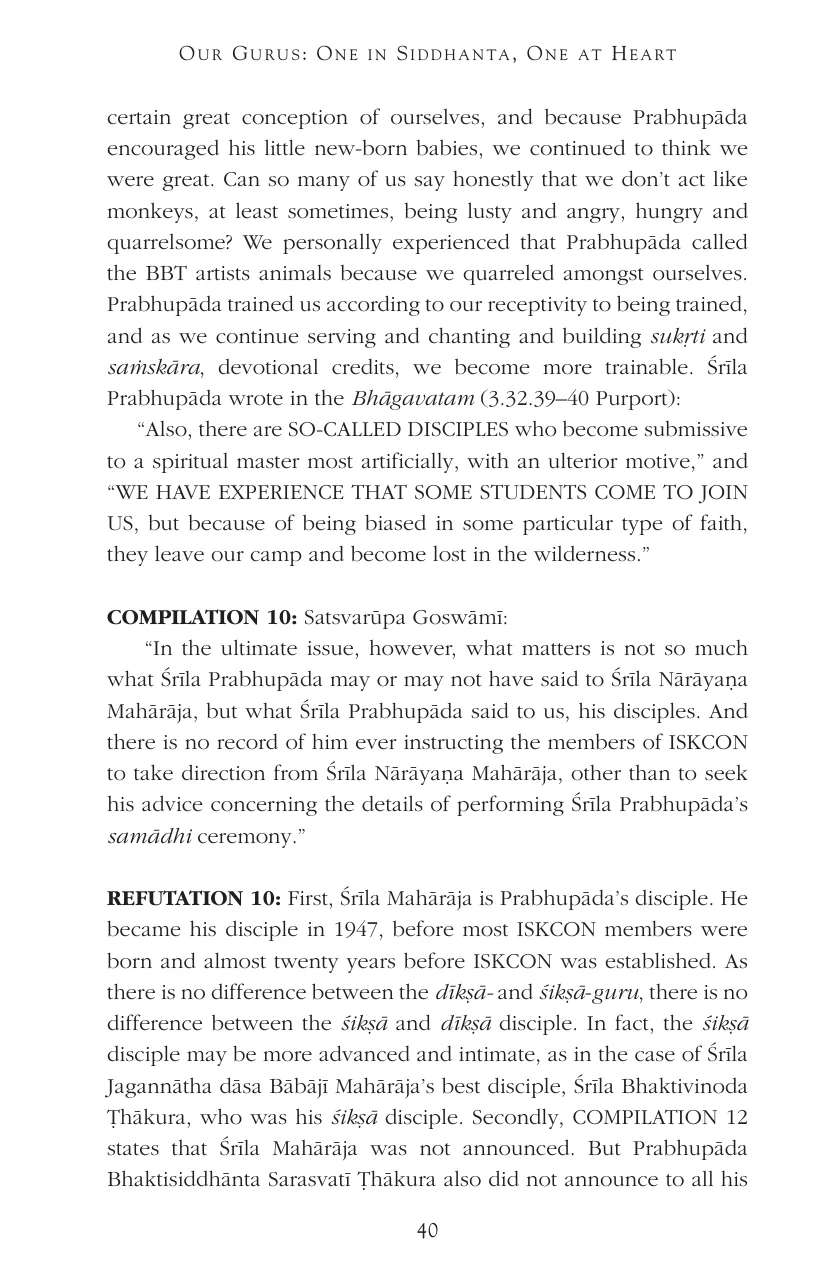 OUR GURUS: ONE IN SIDDHANTA, ONE AT HEART
certain great conception of ourselves, and because Prabhupāda
encouraged his little new-born babies, we continued to think we
were great. Can so many of us say honestly that we don’t act like
monkeys, at least sometimes, being lusty and angry, hungry and
quarrelsome? We personally experienced that Prabhupāda called
the BBT artists animals because we quarreled amongst ourselves.
Prabhupāda trained us according to our receptivity to being trained,
and as we continue serving and chanting and building sukṛti and
saṁskāra, devotional credits, we become more trainable. Śrīla
Prabhupāda wrote in the Bhāgavatam (3.32.39–40 Purport):
“Also, there are SO-CALLED DISCIPLES who become submissive
to a spiritual master most artificially, with an ulterior motive,” and
“WE HAVE EXPERIENCE THAT SOME STUDENTS COME TO JOIN
US, but because of being biased in some particular type of faith,
they leave our camp and become lost in the wilderness.”
COMPILATION 10: Satsvarūpa Goswāmī:
“In the ultimate issue, however, what matters is not so much
what Śrīla Prabhupāda may or may not have said to Śrīla Nārāyaṇa
Mahārāja, but what Śrīla Prabhupāda said to us, his disciples. And
there is no record of him ever instructing the members of ISKCON
to take direction from Śrīla Nārāyaṇa Mahārāja, other than to seek
his advice concerning the details of performing Śrīla Prabhupāda’s
samādhi ceremony.”
REFUTATION 10: First, Śrīla Mahārāja is Prabhupāda’s disciple. He
became his disciple in 1947, before most ISKCON members were
born and almost twenty years before ISKCON was established. As
there is no difference between the dīkṣā- and śikṣā-guru, there is no
difference between the śikṣā and dīkṣā disciple. In fact, the śikṣā
disciple may be more advanced and intimate, as in the case of Śrīla
Jagannātha dāsa Bābājī Mahārāja’s best disciple, Śrīla Bhaktivinoda
Ṭhākura, who was his śikṣā disciple. Secondly, COMPILATION 12
states that Śrīla Mahārāja was not announced. But Prabhupāda
Bhaktisiddhānta Sarasvatī Ṭhākura also did not announce to all his
40